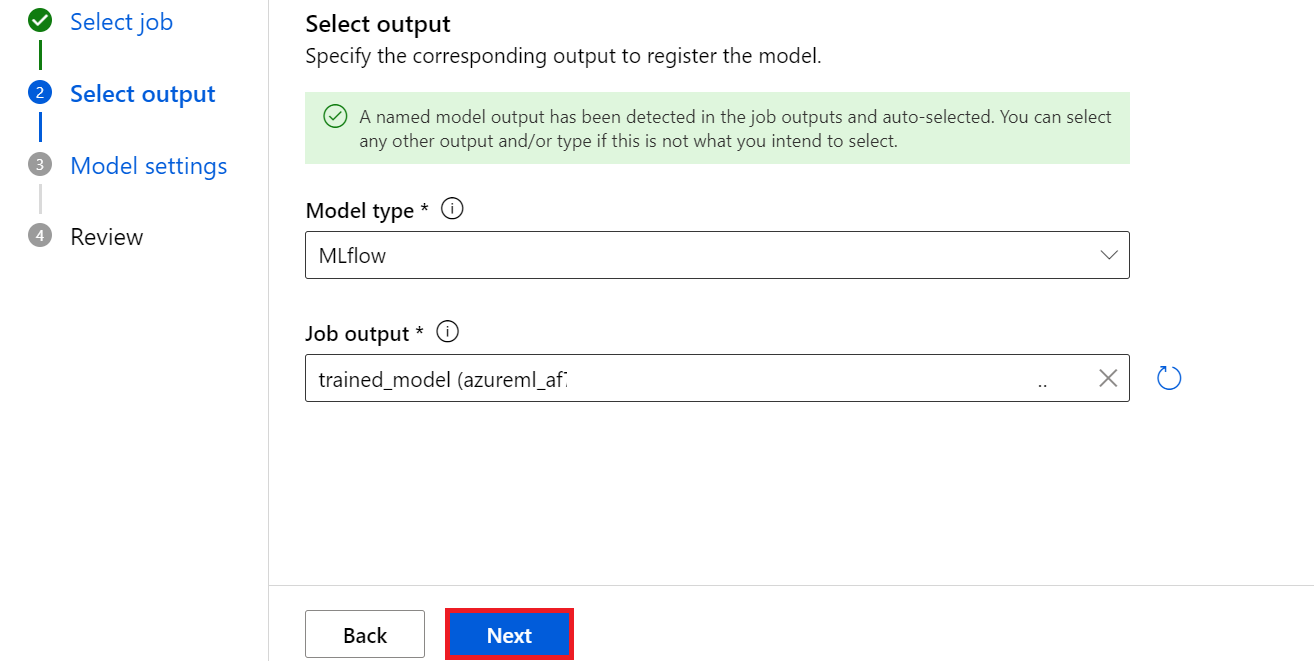 Select job
2 Select output
3 Model settings
4 Review
Select output
Specify the corresponding output to register the model.
A named model output has been detected in the job outputs and auto-selected. You can select
any other output and/or type if this is not what you intend to select.
Model type *
MLflow
Job output *
trained_model (azureml_af ..
Back
Next